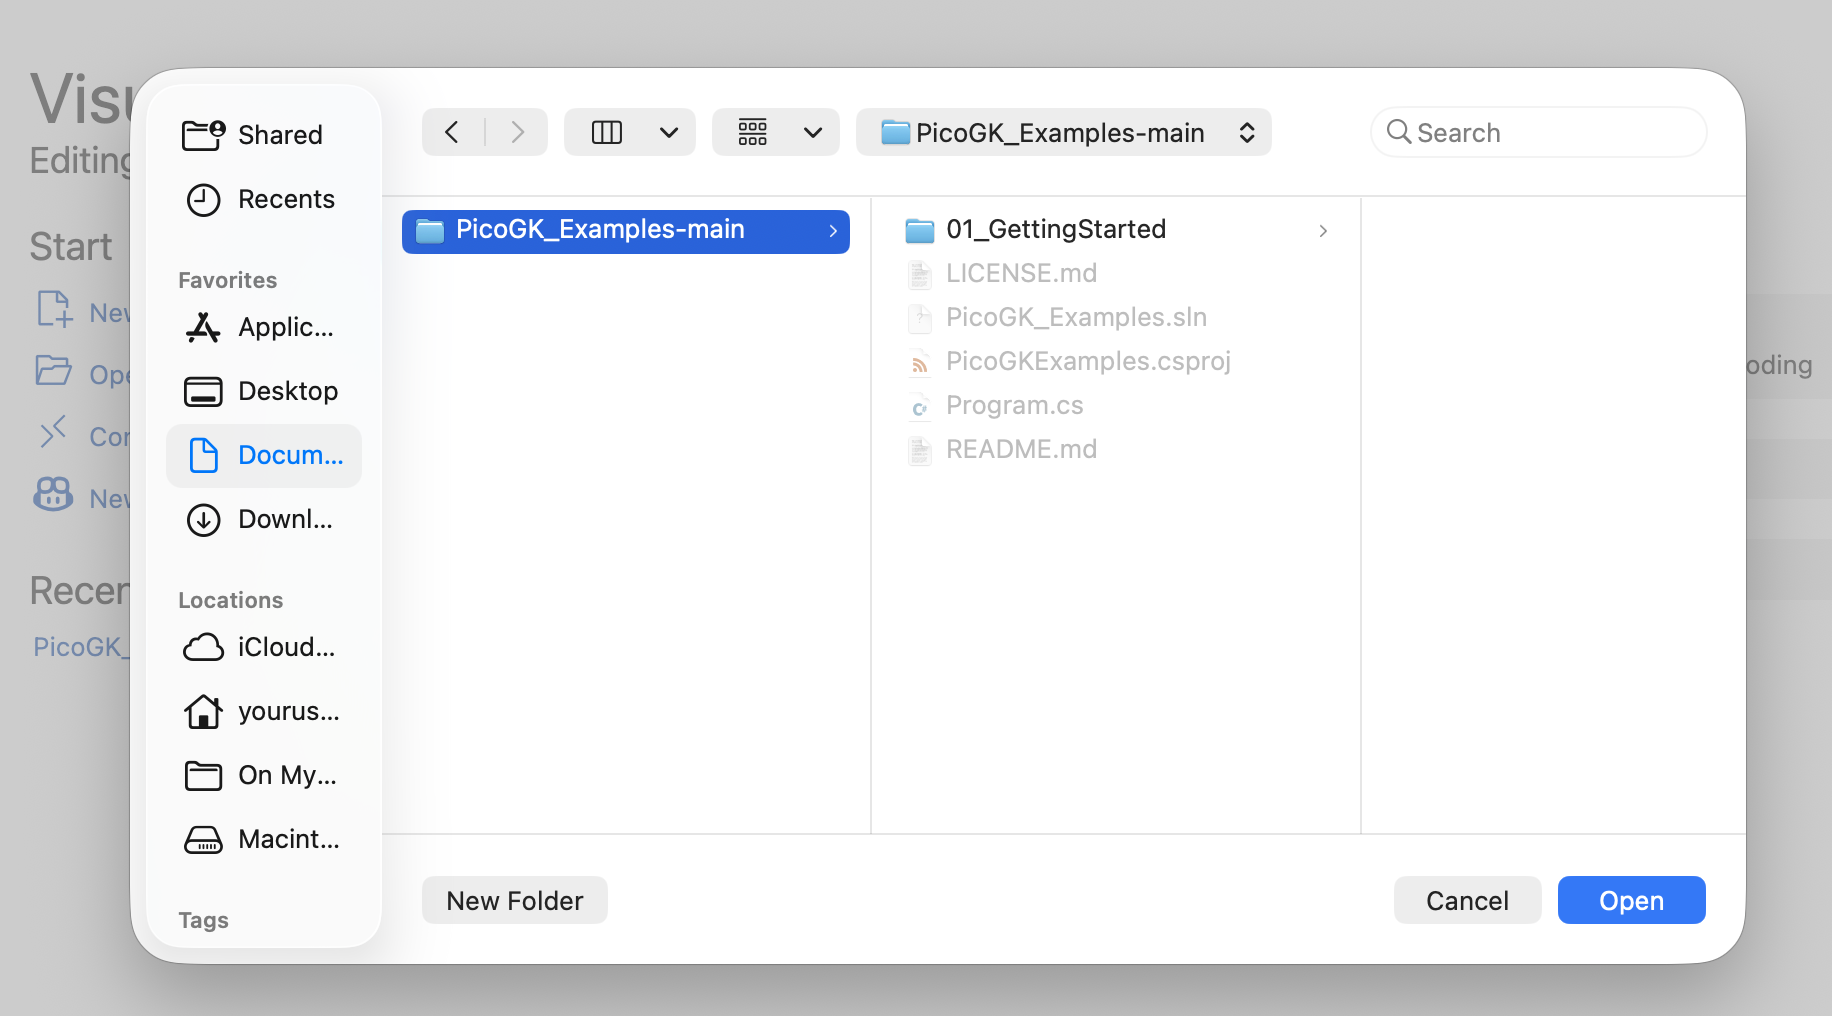 Visu
Editing
Start
New
Ope
Con
New
Recen
PicoGK_
oding
Shared
Recents
Favorites
Applic...
Desktop
Docum...
Downl...
Locations
iCloud...
yourus...
On My...
Macint...
Tags
PicoGK_Examples-main
Search
PicoGK_Examples-main
01_GettingStarted
LICENSE.md
PicoGK_Examples.sln
PicoGKExamples.csproj
Program.cs
README.md
New Folder
Cancel
Open